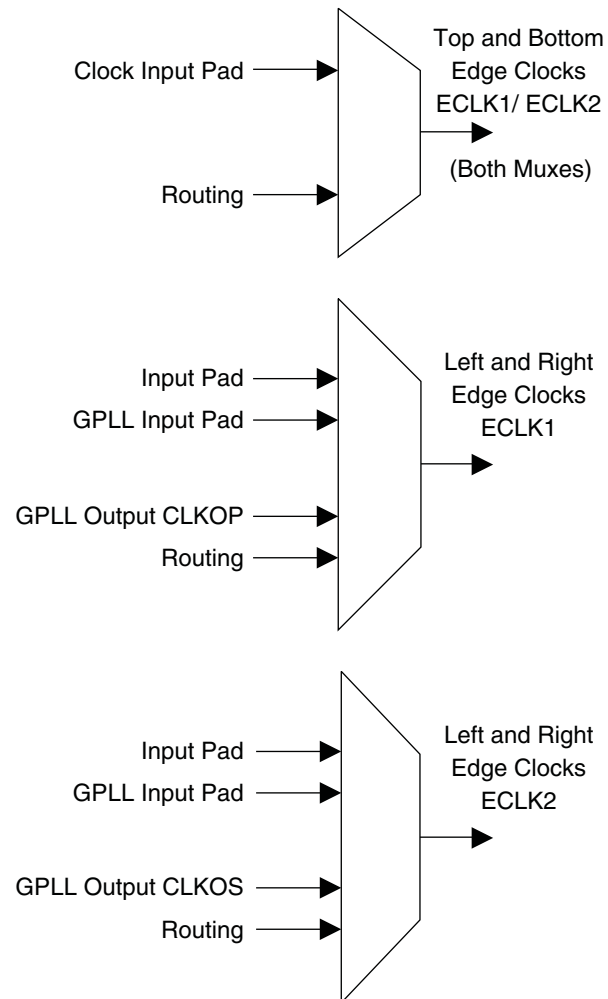 Clock Input Pad
Routing
Top and Bottom
Edge Clocks
ECLK1/ ECLK2
(Both Muxes)
Input Pad
GPLL Input Pad
GPLL Output CLKOP
Routing
Left and Right
Edge Clocks
ECLK1
Input Pad
GPLL Input Pad
GPLL Output CLKOS
Routing
Left and Right
Edge Clocks
ECLK2